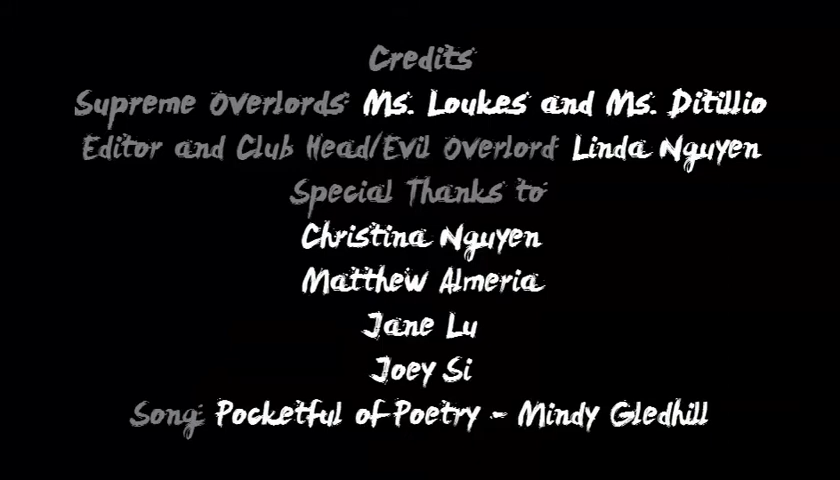 Credits
Supreme Overlords: Ms. Loukes and Ms. Ditillio
Editor and Club Head/Evil Overlord: Linda Nguyen
Special Thanks to
Christina Nguyen
Matthew Almeria
Jane Lu
Joey Si
Song: Pocketful of Poetry - Mindy Gledhill